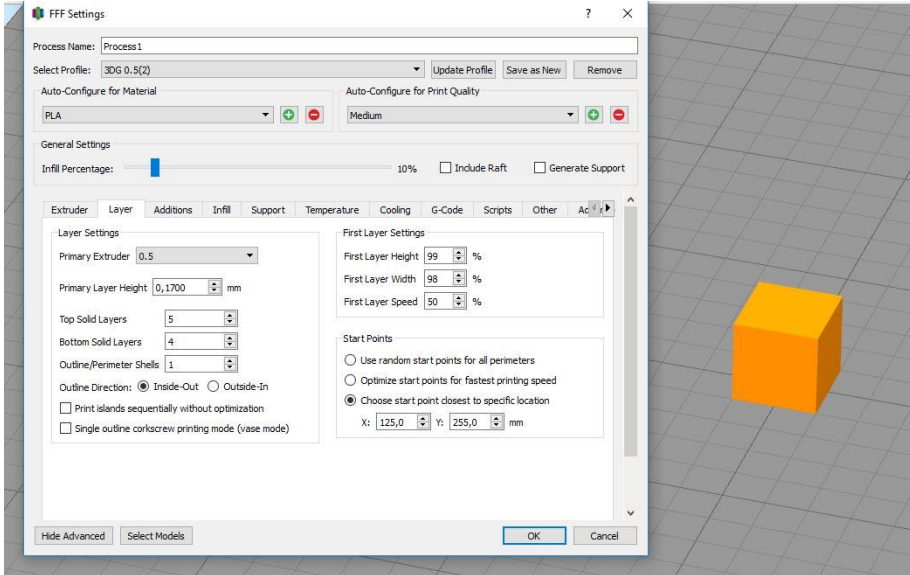 FFF Settings ? X
Process Name: Process1
Select Profile: 3DG 0.5(2) Update Profile Save as New Remove
Auto-Configure for Material Auto-Configure for Print Quality
PLA Medium
General Settings
Infill Percentage: 10% Include Raft Generate Support
Extruder Layer Additions Infill Support Temperature Cooling G-Code Scripts Other
Layer Settings
Primary Extruder 0.5
Primary Layer Height 0,1700 mm
Top Solid Layers 5
Bottom Solid Layers 4
Outline/Perimeter Shells 1
Outline Direction: Inside-Out Outside-In
Print islands sequentially without optimization
Single outline corkscrew printing mode (vase mode)
First Layer Settings
First Layer Height 99 %
First Layer Width 98 %
First Layer Speed 50 %
Start Points
Use random start points for all perimeters
Optimize start points for fastest printing speed
Choose start point closest to specific location
X: 125,0 Y: 255,0 mm
Hide Advanced Select Models OK Cancel